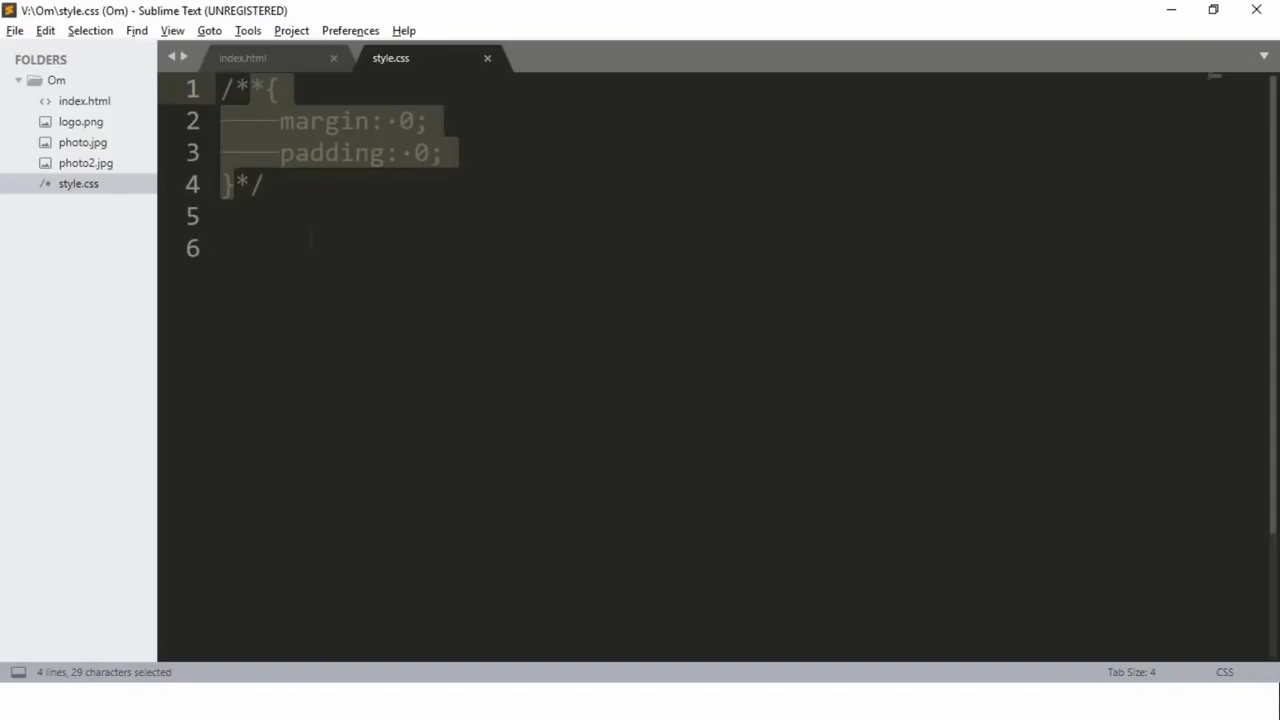 V:\Om\style.css (Om) - Sublime Text (UNREGISTERED)
File Edit Selection Find View Goto Tools Project Preferences Help
FOLDERS
Om
index.html
logo.png
photo.jpg
photo2.jpg
/* style.css
index.html
style.css
1 /**{
2 margin: 0;
3 padding: 0;
4 }*/
5
6
4 lines, 29 characters selected
Tab Size: 4
CSS